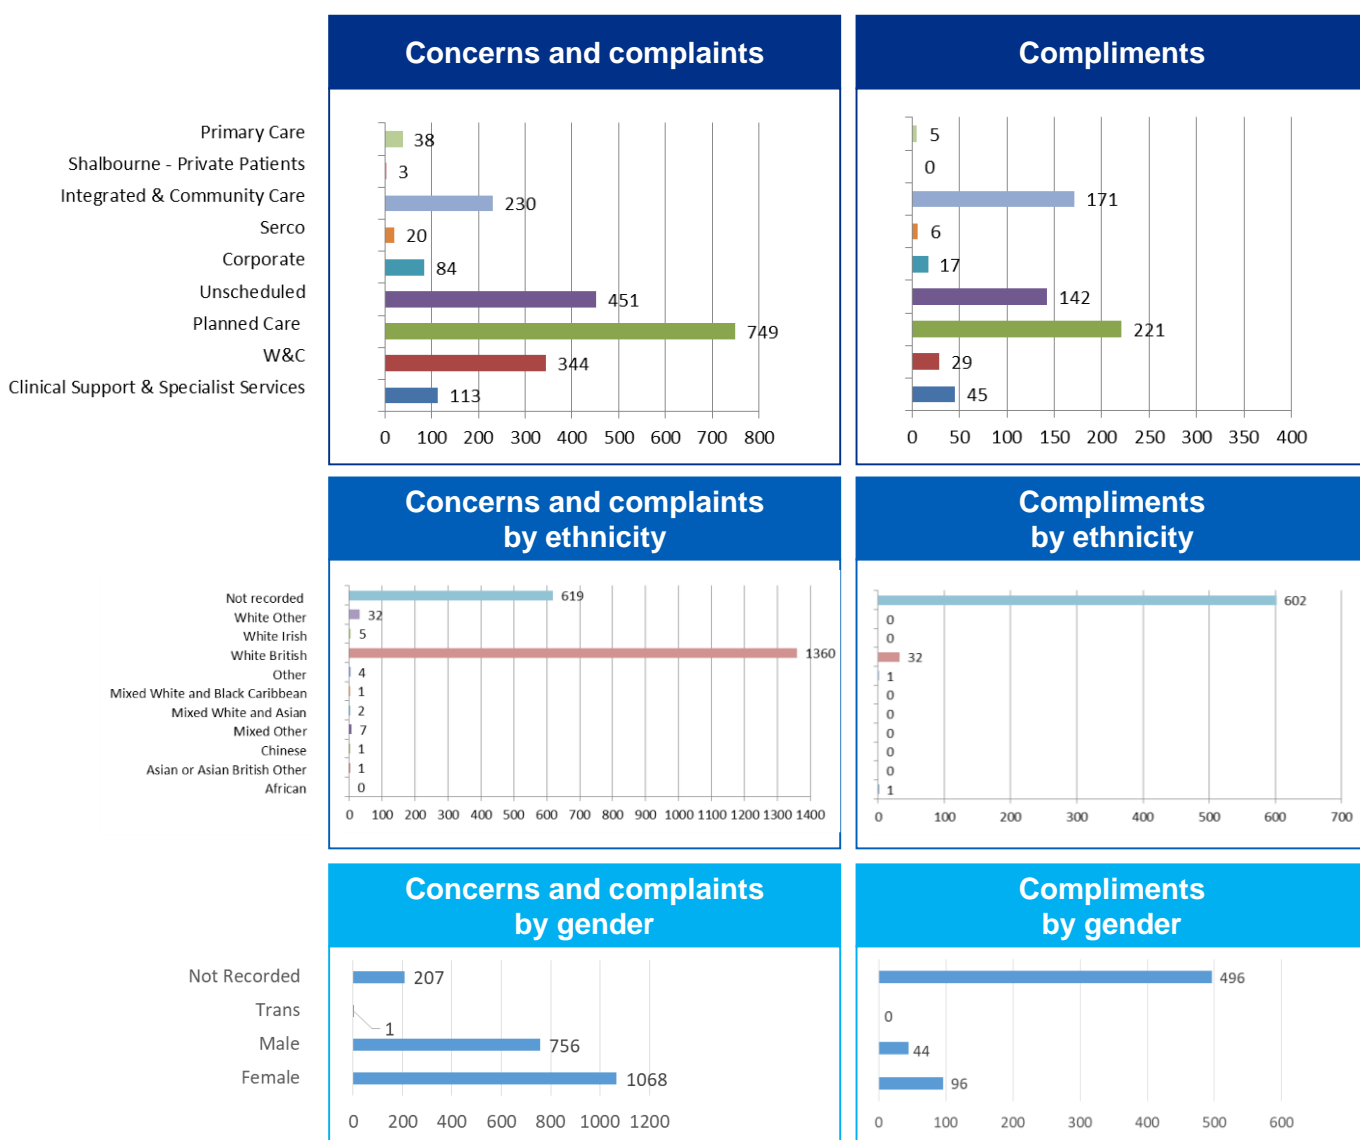 Concerns and complaints
Compliments
Primary Care 38 5
Shalbourne - Private Patients 3 0
Integrated & Community Care 230 171
Serco 20 6
Corporate 84 17
Unscheduled 451 142
Planned Care 749 221
W&C 344 29
Clinical Support & Specialist Services 113 45
0 100 200 300 400 500 600 700 800
0 50 100 150 200 250 300 350 400
Concerns and complaints
by ethnicity
Compliments
by ethnicity
Not recorded 619 602
White Other 32 0
White Irish 5 0
White British 1360 32
Other 4 1
Mixed White and Black Caribbean 1 0
Mixed White and Asian 2 0
Mixed Other 7 0
Chinese 1 0
Asian or Asian British Other 1 0
African 0 1
0 100 200 300 400 500 600 700 800 900 1000 1100 1200 1300 1400
0 100 200 300 400 500 600 700
Concerns and complaints
by gender
Compliments
by gender
Not Recorded 207 496
Trans 1 0
Male 756 44
Female 1068 96
0 200 400 600 800 1000 1200
0 100 200 300 400 500 600